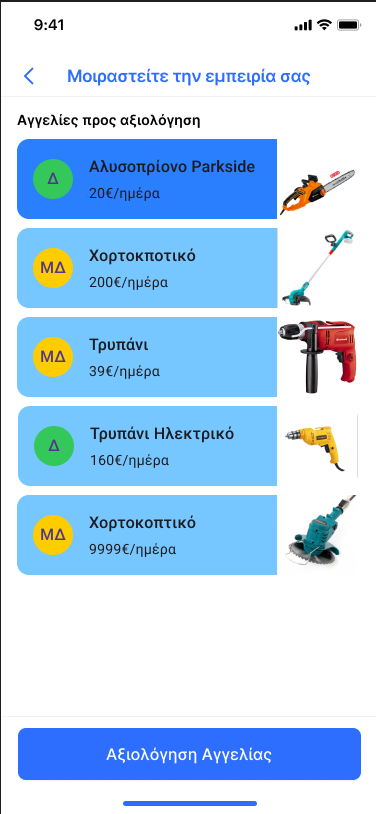 9:41
Μοιραστείτε την εμπειρία σας
Αγγελίες προς αξιολόγηση
Δ
Αλυσοπρίονο Parkside
20€/ημέρα
ΜΔ
Χορτοκποτικό
200€/ημέρα
ΜΔ
Τρυπάνι
39€/ημέρα
Δ
Τρυπάνι Ηλεκτρικό
160€/ημέρα
ΜΔ
Χορτοκοπτικό
9999€/ημέρα
Αξιολόγηση Αγγελίας